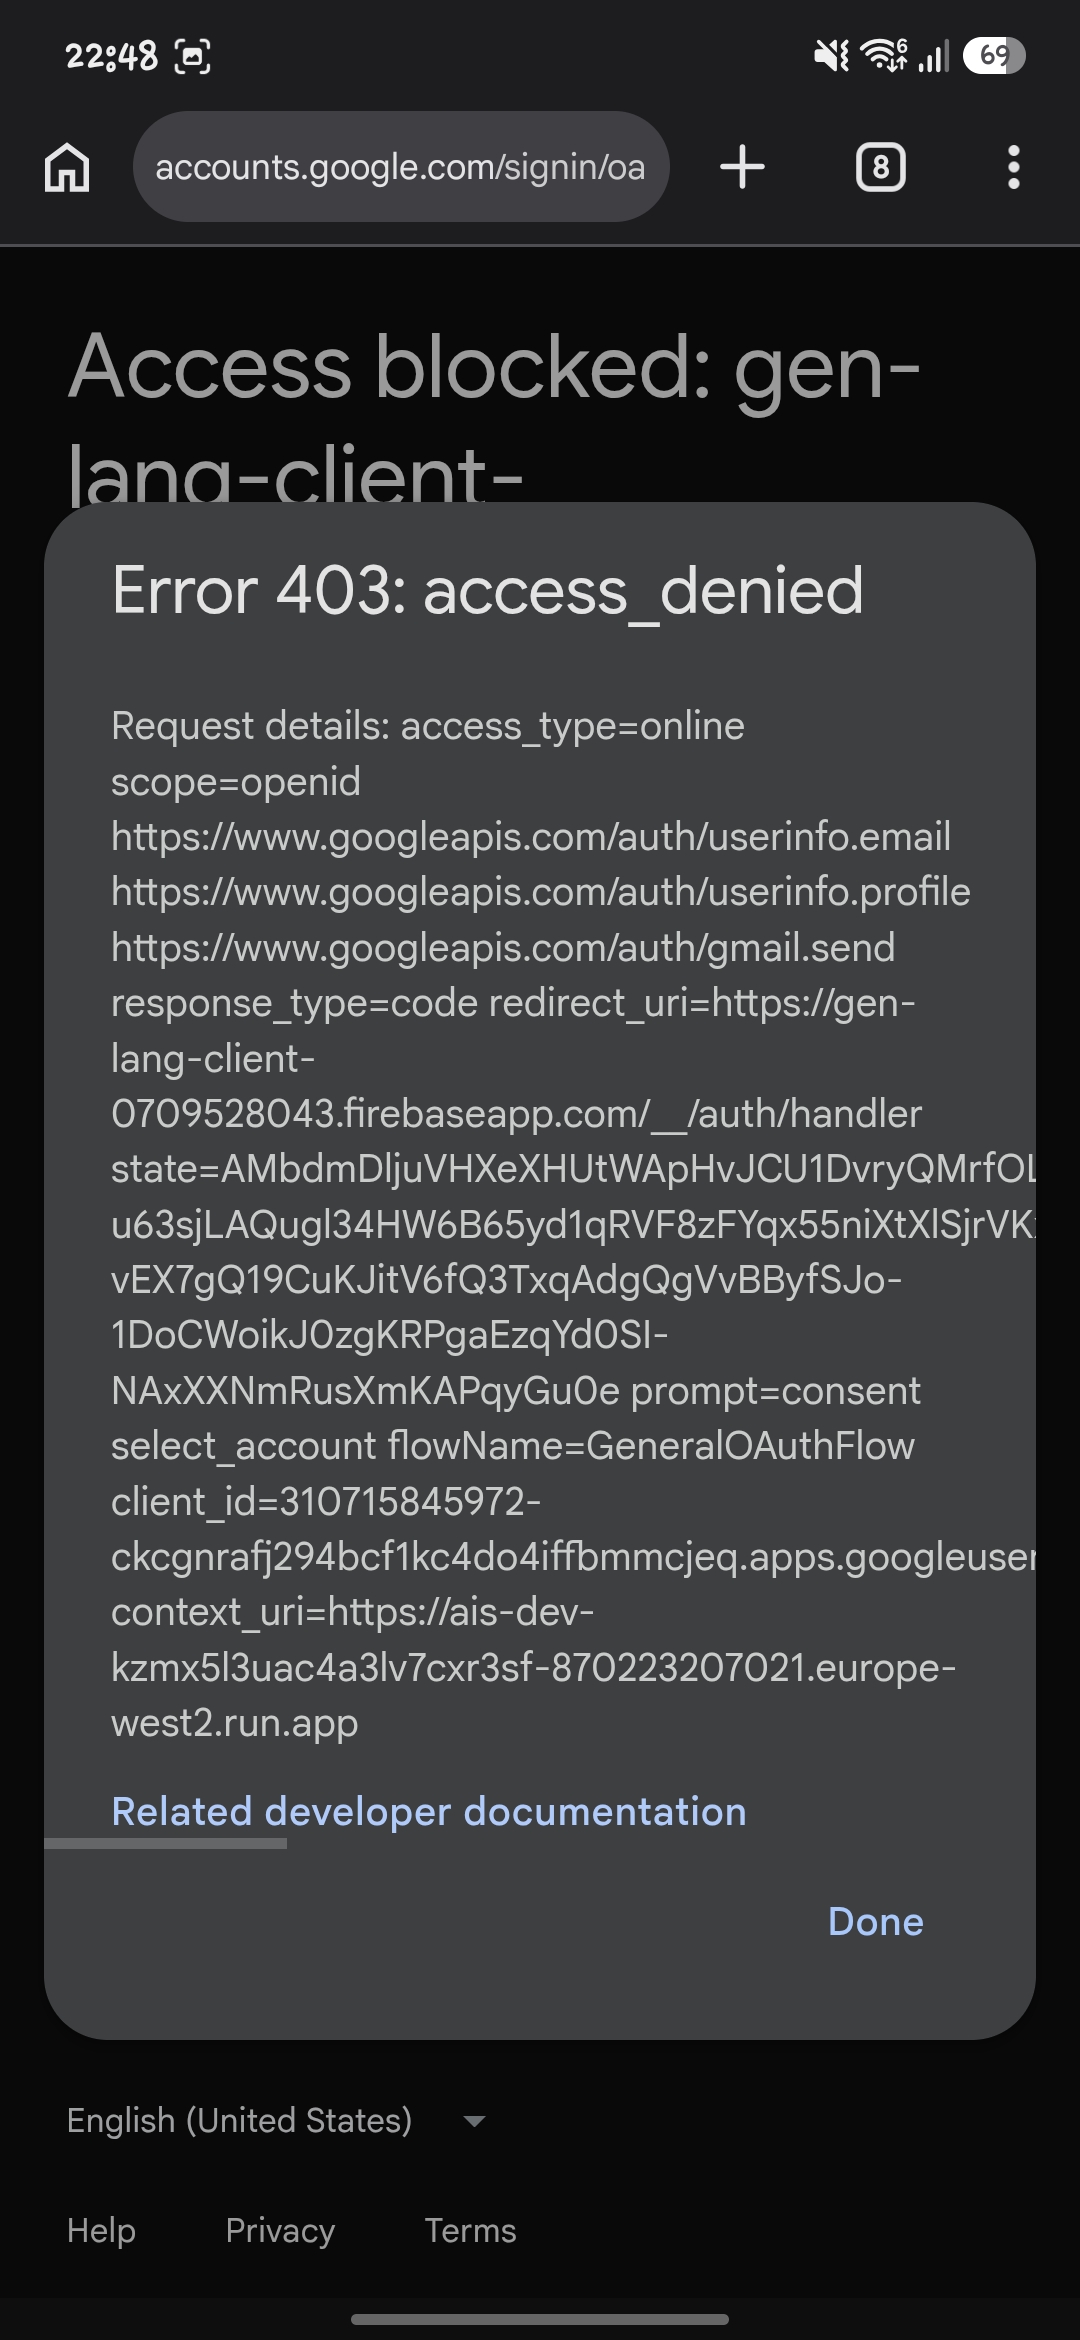 22:48
6
69
accounts.google.com/signin/oa
8
Access blocked: gen-
lang-client-
Error 403: access_denied
Request details: access_type=online
scope=openid
https://www.googleapis.com/auth/userinfo.email
https://www.googleapis.com/auth/userinfo.profile
https://www.googleapis.com/auth/gmail.send
response_type=code redirect_uri=https://gen-
lang-client-
0709528043.firebaseapp.com/__/auth/handler
state=AMbdmDljuVHXeXHUtWApHvJCU1DvryQMrfOL
u63sjLAQugl34HW6B65yd1qRVF8zFYqx55niXtXlSjrVK
vEX7gQ19CuKJitV6fQ3TxqAdgQgVvBByfSJo-
1DoCWoikJ0zgKRPgaEzqYd0SI-
NAxXXNmRusXmKAPqyGu0e prompt=consent
select_account flowName=GeneralOAuthFlow
client_id=310715845972-
ckcgnrafj294bcf1kc4do4iffbmmcjeq.apps.googleuser
context_uri=https://ais-dev-
kzmx5l3uac4a3lv7cxr3sf-870223207021.europe-
west2.run.app
Related developer documentation
Done
English (United States)
Help Privacy Terms